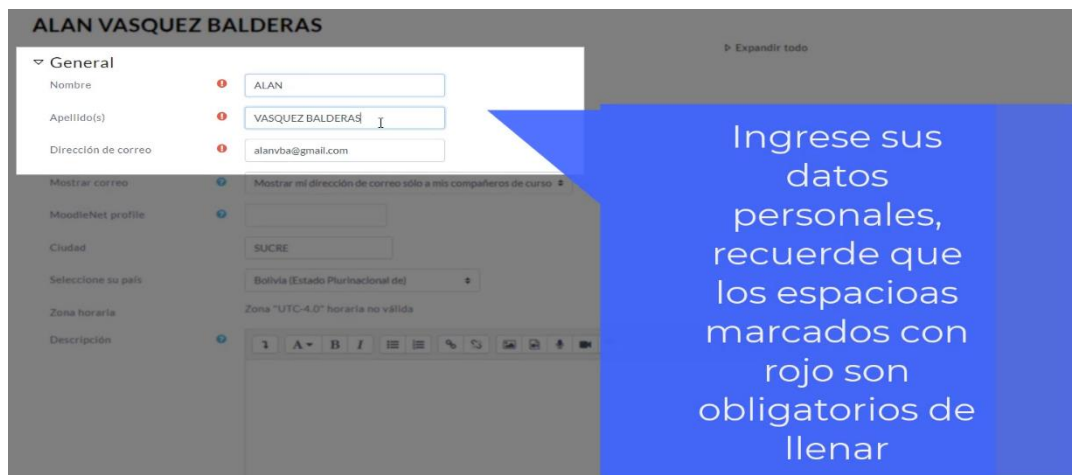 ALAN VASQUEZ BALDERAS
Expandir todo
General
Nombre
ALAN
Apellido(s)
VASQUEZ BALDERAS
Dirección de correo
alanvba@gmail.com
Mostrar correo
Mostrar mi dirección de correo sólo a mis compañeros de curso
MoodleNet profile
Ciudad
SUCRE
Seleccione su país
Bolivia (Estado Plurinacional de)
Zona horaria
Zona "UTC-4.0" horaria no válida
Descripción
A
B
I
Ingrese sus
datos
personales,
recuerde que
los espacioas
marcados con
rojo son
obligatorios de
llenar